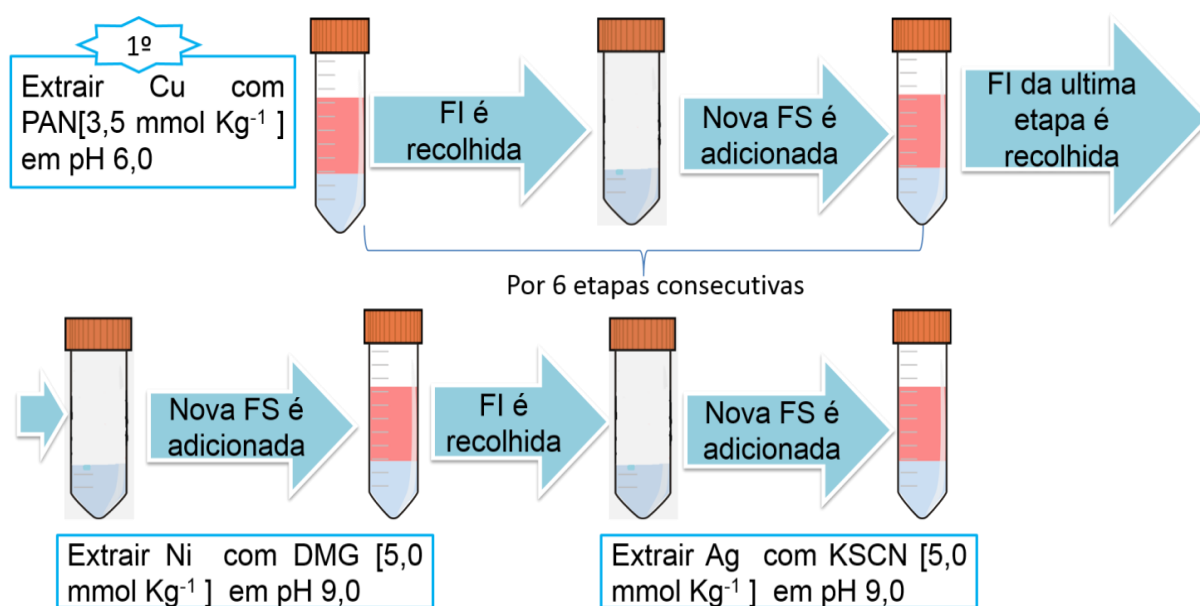 1º
Extrair Cu com
PAN[3,5 mmol Kg⁻¹ ]
em pH 6,0
FI é
recolhida
Nova FS é
adicionada
FI da ultima
etapa é
recolhida
Por 6 etapas consecutivas
Nova FS é
adicionada
FI é
recolhida
Nova FS é
adicionada
Extrair Ni com DMG [5,0
mmol Kg⁻¹ ] em pH 9,0
Extrair Ag com KSCN [5,0
mmol Kg⁻¹ ] em pH 9,0